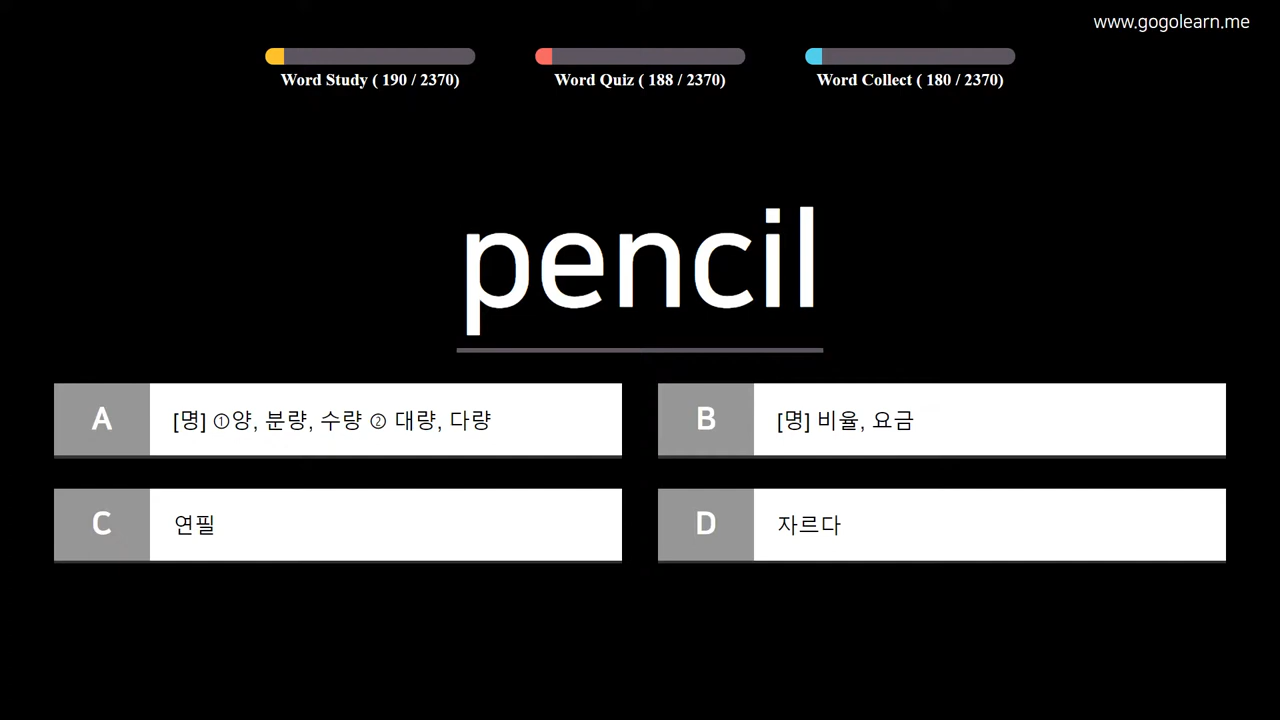 www.gogolearn.me
Word Study ( 190 / 2370)
Word Quiz ( 188 / 2370)
Word Collect ( 180 / 2370)
pencil
A [명] ①양, 분량, 수량 ② 대량, 다량
B [명] 비율, 요금
C 연필
D 자르다